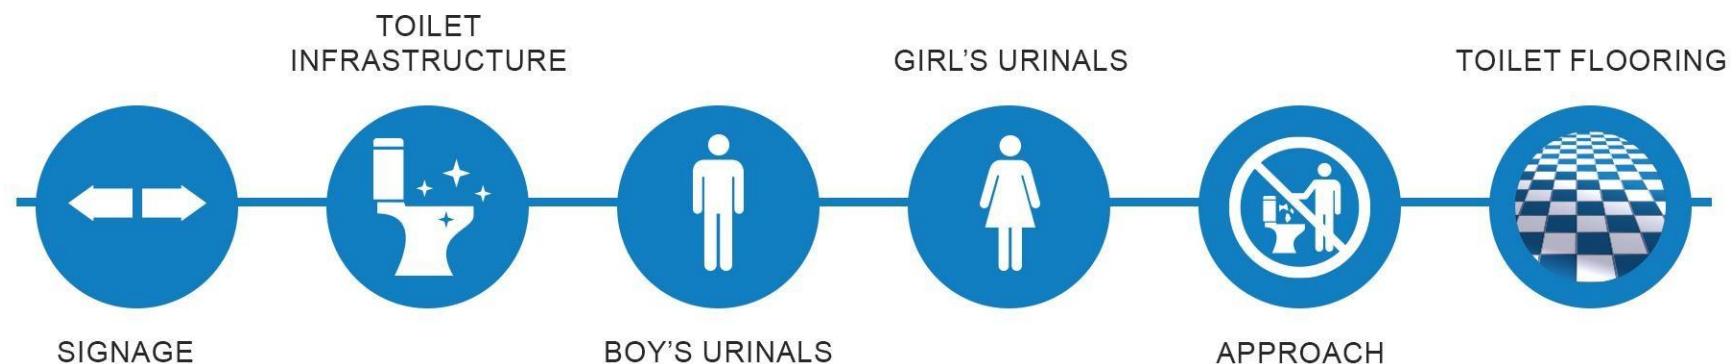 TOILET
INFRASTRUCTURE
GIRL'S URINALS
TOILET FLOORING
SIGNAGE
BOY'S URINALS
APPROACH